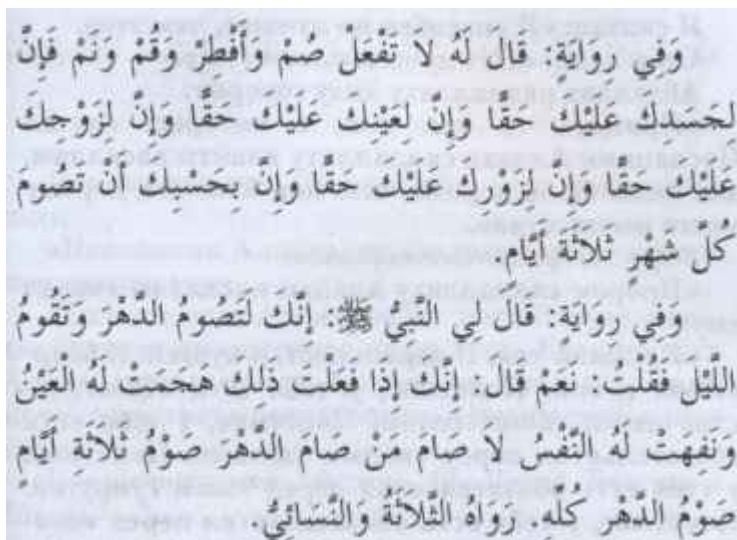 وَفِي رِوَايَةٍ: قَالَ لَهُ لَا تَفْعَلْ صُمْ وَأَفْطِرْ وَقُمْ وَنَمْ فَإِنَّ
لِجَسَدِكَ عَلَيْكَ حَقًّا وَإِنَّ لِعَيْنِكَ عَلَيْكَ حَقًّا وَإِنَّ لِزَوْجِكَ
عَلَيْكَ حَقًّا وَإِنَّ لِزَوْرِكَ عَلَيْكَ حَقًّا وَإِنَّ بِحَسْبِكَ أَنْ تَصُومَ
كُلَّ شَهْرٍ ثَلَاثَةَ أَيَّامٍ.
وَفِي رِوَايَةٍ: قَالَ لِي النَّبِيُّ ﷺ: إِنَّكَ لَتَصُومُ الدَّهْرَ وَتَقُومُ
اللَّيْلَ فَقُلْتُ: نَعَمْ قَالَ: إِنَّكَ إِذَا فَعَلْتَ ذَلِكَ هَجَمَتْ لَهُ الْعَيْنُ
وَنَفِهَتْ لَهُ النَّفْسُ لَا صَامَ مَنْ صَامَ الدَّهْرَ صَوْمُ ثَلَاثَةِ أَيَّامٍ
صَوْمُ الدَّهْرِ كُلِّهِ. رَوَاهُ الثَّلَاثَةُ وَالنَّسَائِيُّ.